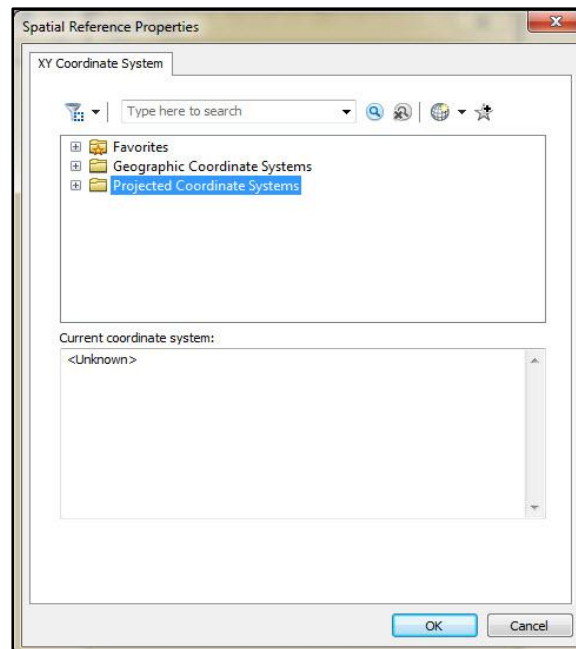 Spatial Reference Properties
XY Coordinate System
Type here to search
Favorites
Geographic Coordinate Systems
Projected Coordinate Systems
Current coordinate system:
<Unknown>
OK
Cancel